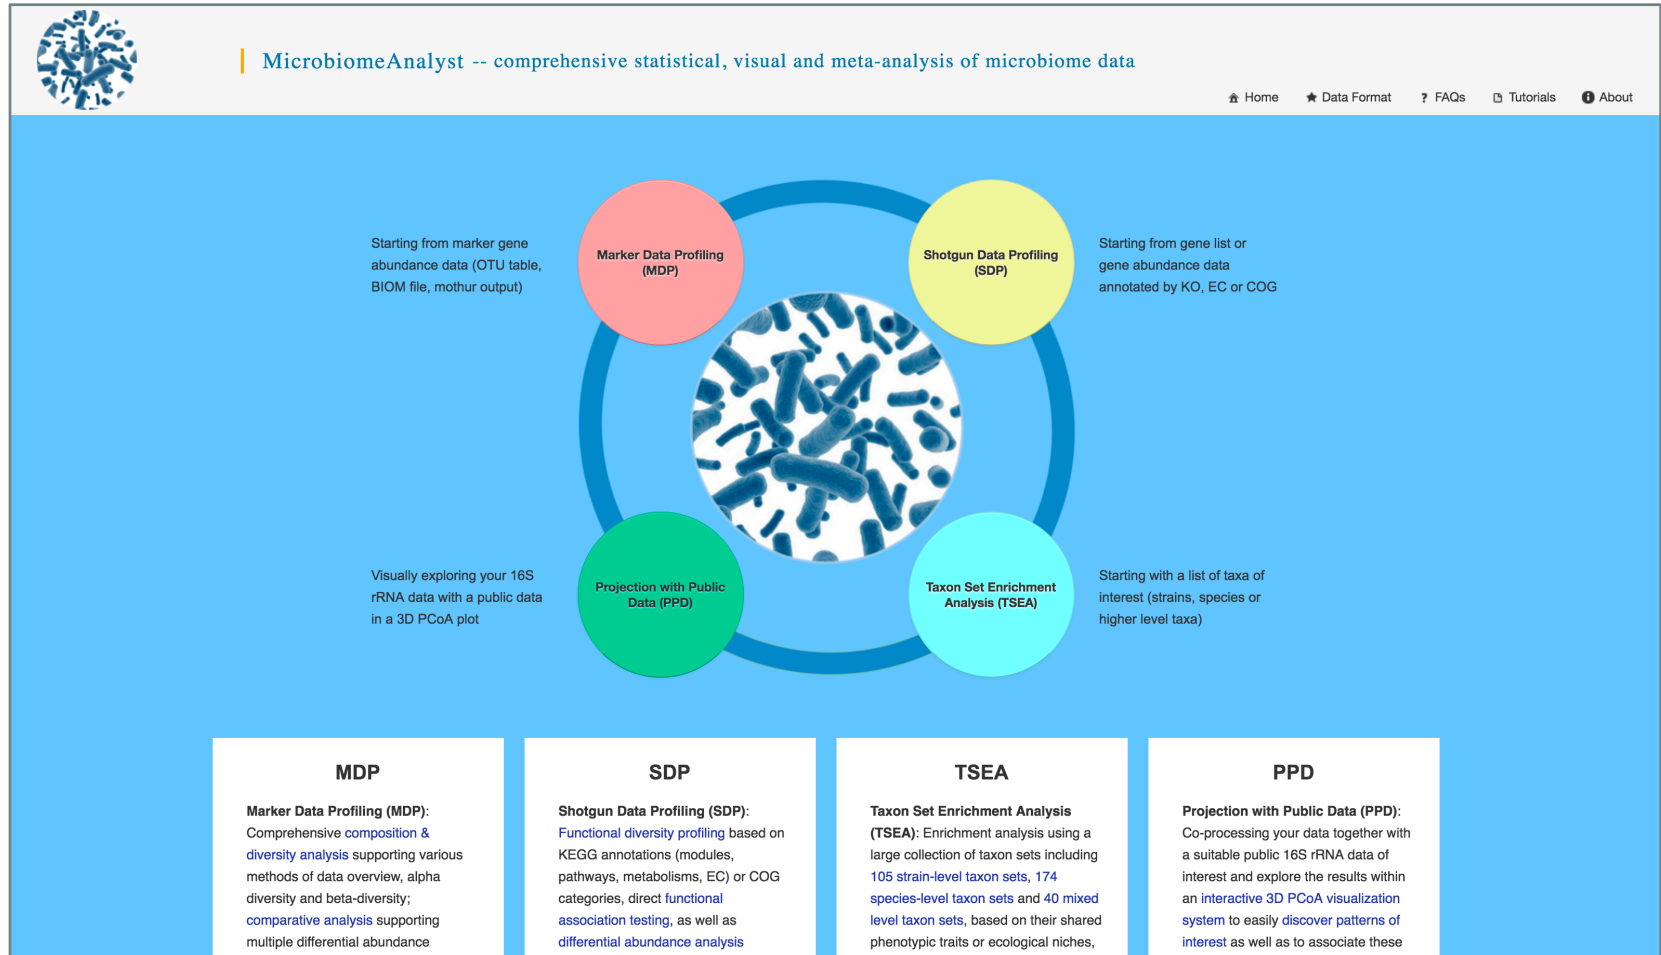 MicrobiomeAnalyst -- comprehensive statistical, visual and meta-analysis of microbiome data
Home Data Format FAQs Tutorials About
Starting from marker gene
abundance data (OTU table,
BIOM file, mothur output)
Marker Data Profiling
(MDP)
Shotgun Data Profiling
(SDP)
Starting from gene list or
gene abundance data
annotated by KO, EC or COG
Visually exploring your 16S
rRNA data with a public data
in a 3D PCoA plot
Projection with Public
Data (PPD)
Taxon Set Enrichment
Analysis (TSEA)
Starting with a list of taxa of
interest (strains, species or
higher level taxa)
MDP
Marker Data Profiling (MDP):
Comprehensive composition &
diversity analysis supporting various
methods of data overview, alpha
diversity and beta-diversity;
comparative analysis supporting
multiple differential abundance
SDP
Shotgun Data Profiling (SDP):
Functional diversity profiling based on
KEGG annotations (modules,
pathways, metabolisms, EC) or COG
categories, direct functional
association testing, as well as
differential abundance analysis
TSEA
Taxon Set Enrichment Analysis
(TSEA): Enrichment analysis using a
large collection of taxon sets including
105 strain-level taxon sets, 174
species-level taxon sets and 40 mixed
level taxon sets, based on their shared
phenotypic traits or ecological niches,
PPD
Projection with Public Data (PPD):
Co-processing your data together with
a suitable public 16S rRNA data of
interest and explore the results within
an interactive 3D PCoA visualization
system to easily discover patterns of
interest as well as to associate these